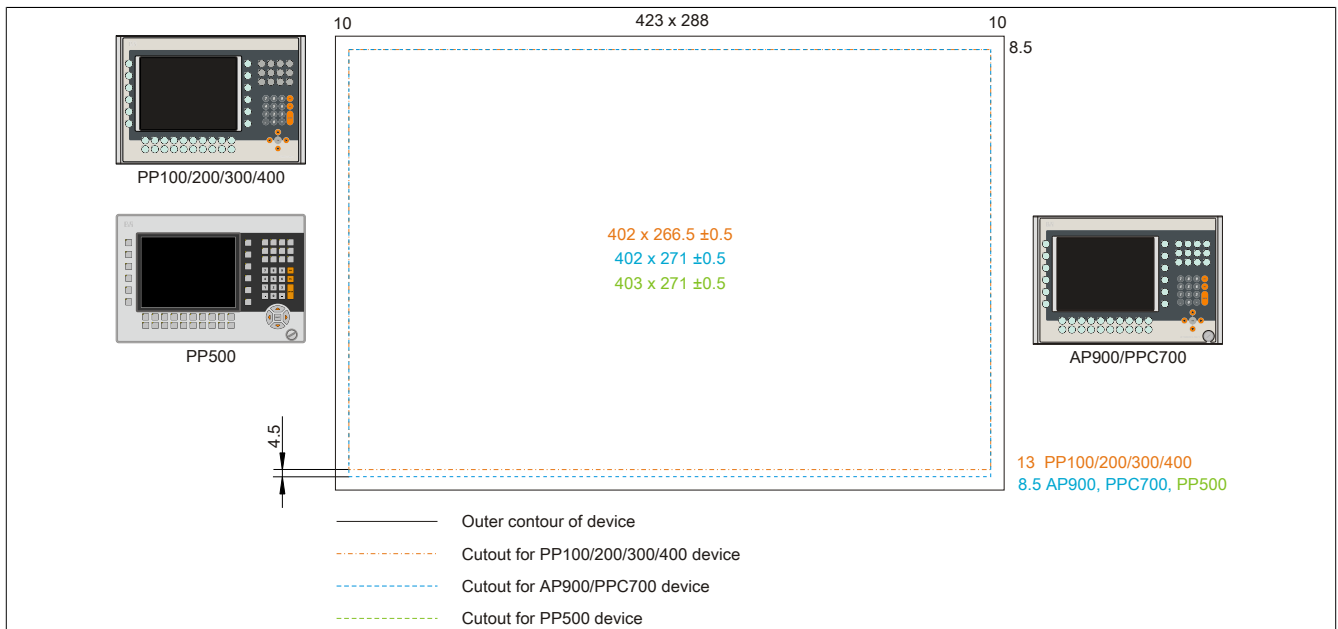 10 423 x 288 10
8.5
PP100/200/300/400
402 x 266.5 ±0.5
402 x 271 ±0.5
403 x 271 ±0.5
PP500
AP900/PPC700
4.5
13 PP100/200/300/400
8.5 AP900, PPC700, PP500
Outer contour of device
Cutout for PP100/200/300/400 device
Cutout for AP900/PPC700 device
Cutout for PP500 device